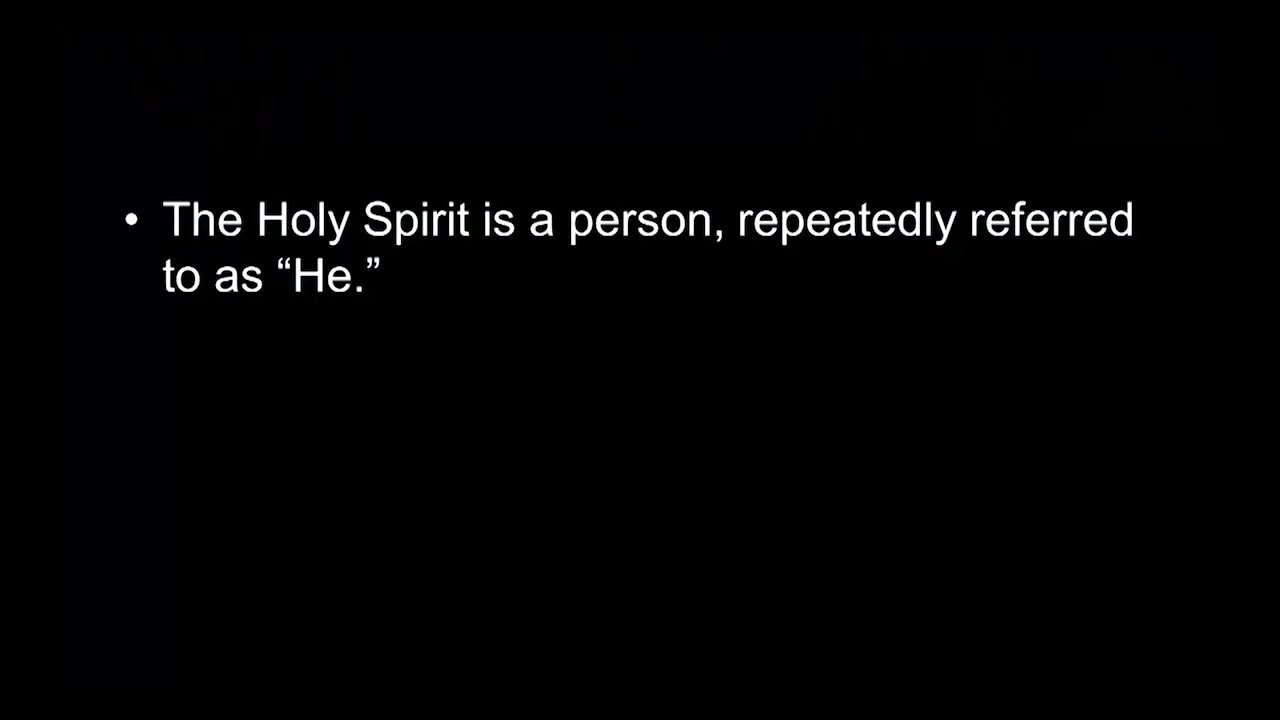 • The Holy Spirit is a person, repeatedly referred
to as “He.”